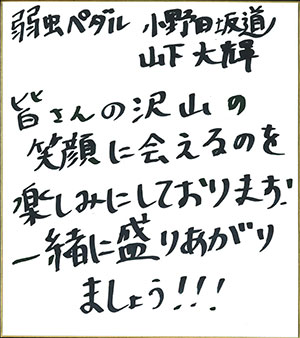 弱虫ペダル 小野田坂道
山下大輝
皆さんの沢山の
笑顔に会えるのを
楽しみにしております!
一緒に盛りあがり
ましょう!!!